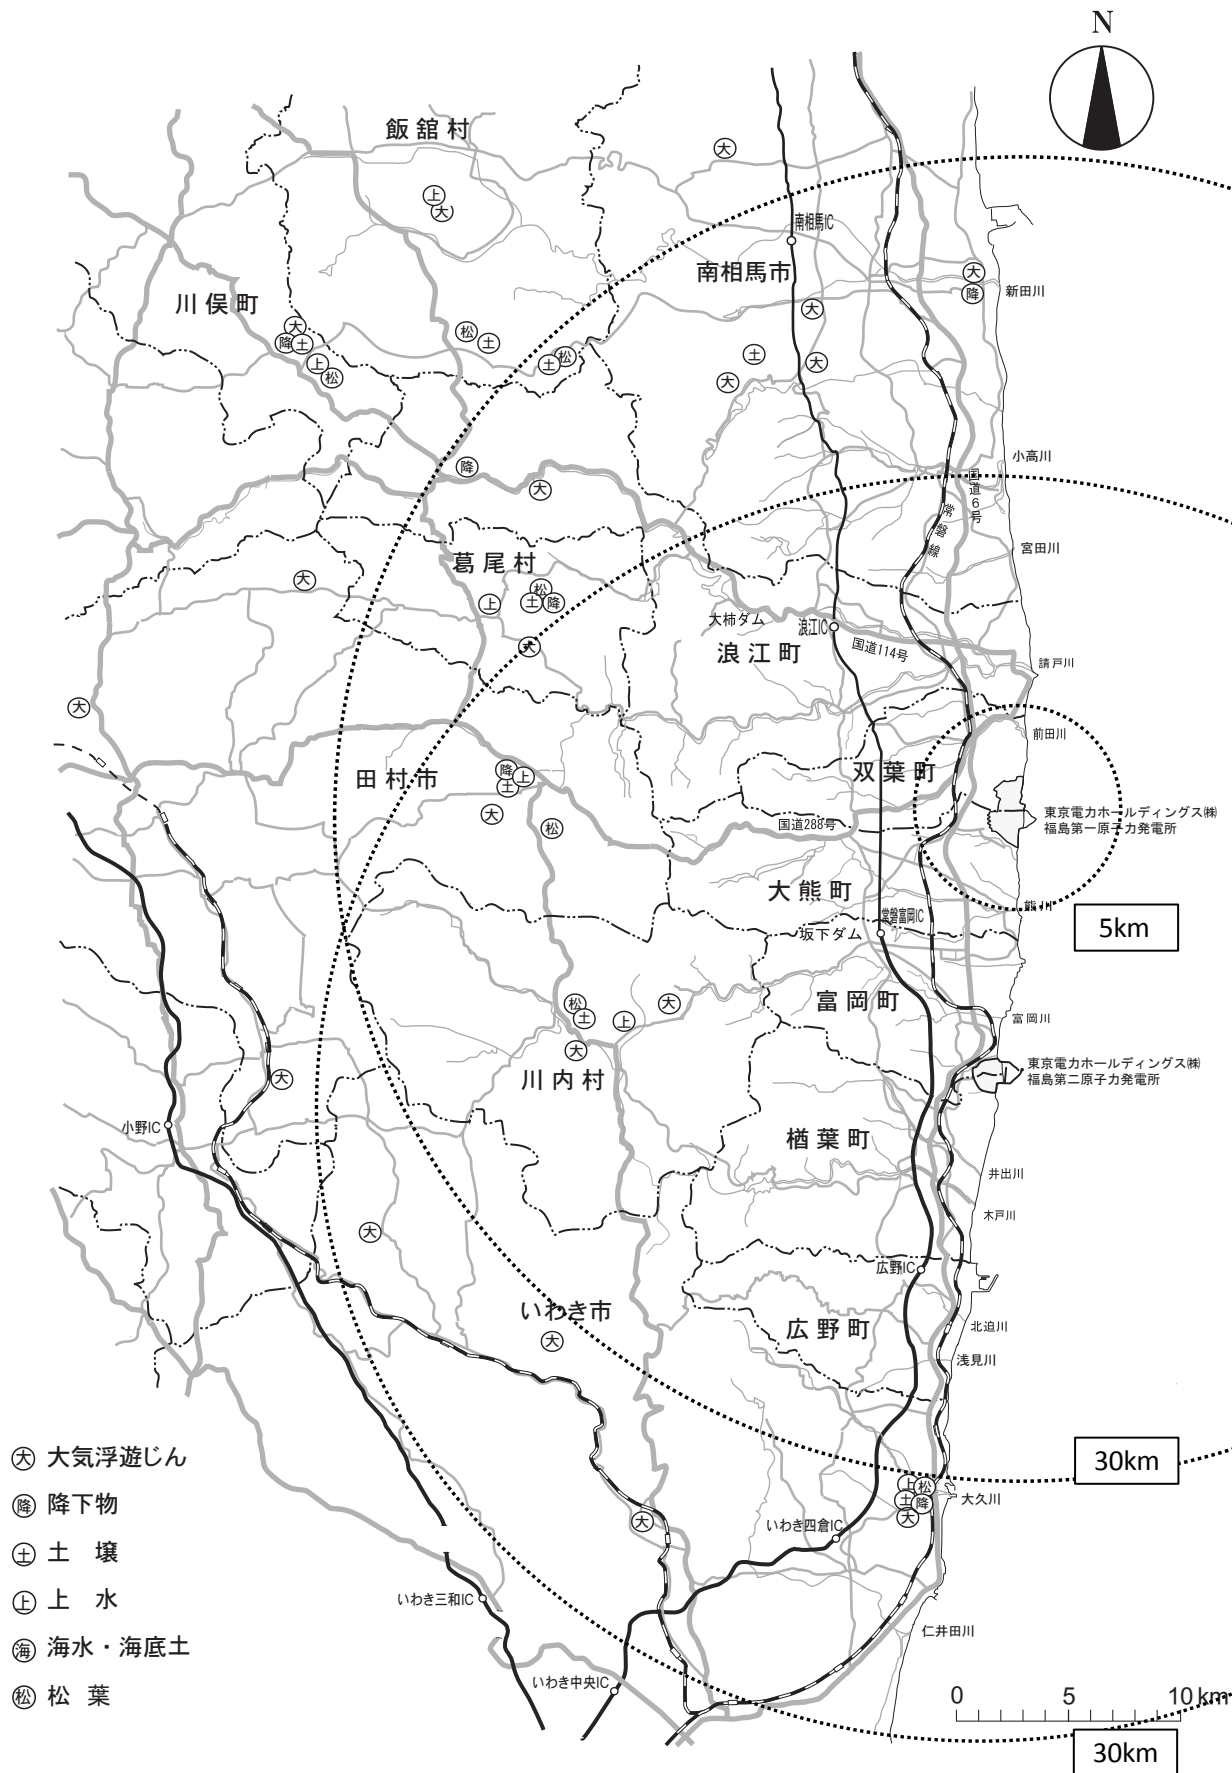 N
飯舘村
大
上
大
南相馬IC
南相馬市
大
降
新田川
川俣町
大
大
降
土
上
松
松
土
土
松
土
大
大
小高川
降
大
国道6号
常磐線
宮田川
葛尾村
大
松
上
土
降
大柿ダム
浪江IC
国道114号
浪江町
大
請戸川
大
前田川
双葉町
田村市
降
上
土
大
松
国道288号
東京電力ホールディングス㈱
福島第一原子力発電所
大熊町
熊川
常磐富岡IC
坂下ダム
5km
富岡町
松
土
上
大
大
富岡川
川内村
東京電力ホールディングス㈱
福島第二原子力発電所
大
小野IC
楢葉町
井出川
木戸川
大
広野IC
いわき市
大
広野町
北迫川
浅見川
30km
上
松
土
降
大
大久川
大
いわき四倉IC
いわき三和IC
仁井田川
いわき中央IC
大 大気浮遊じん
降 降下物
土 土 壌
上 上 水
海 海水・海底土
松 松 葉
0 5 10km
30km